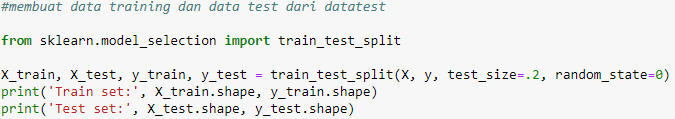 #membuat data training dan data test dari datatest
from sklearn.model_selection import train_test_split
X_train, X_test, y_train, y_test = train_test_split(X, y, test_size=.2, random_state=0)
print('Train set:', X_train.shape, y_train.shape)
print('Test set:', X_test.shape, y_test.shape)